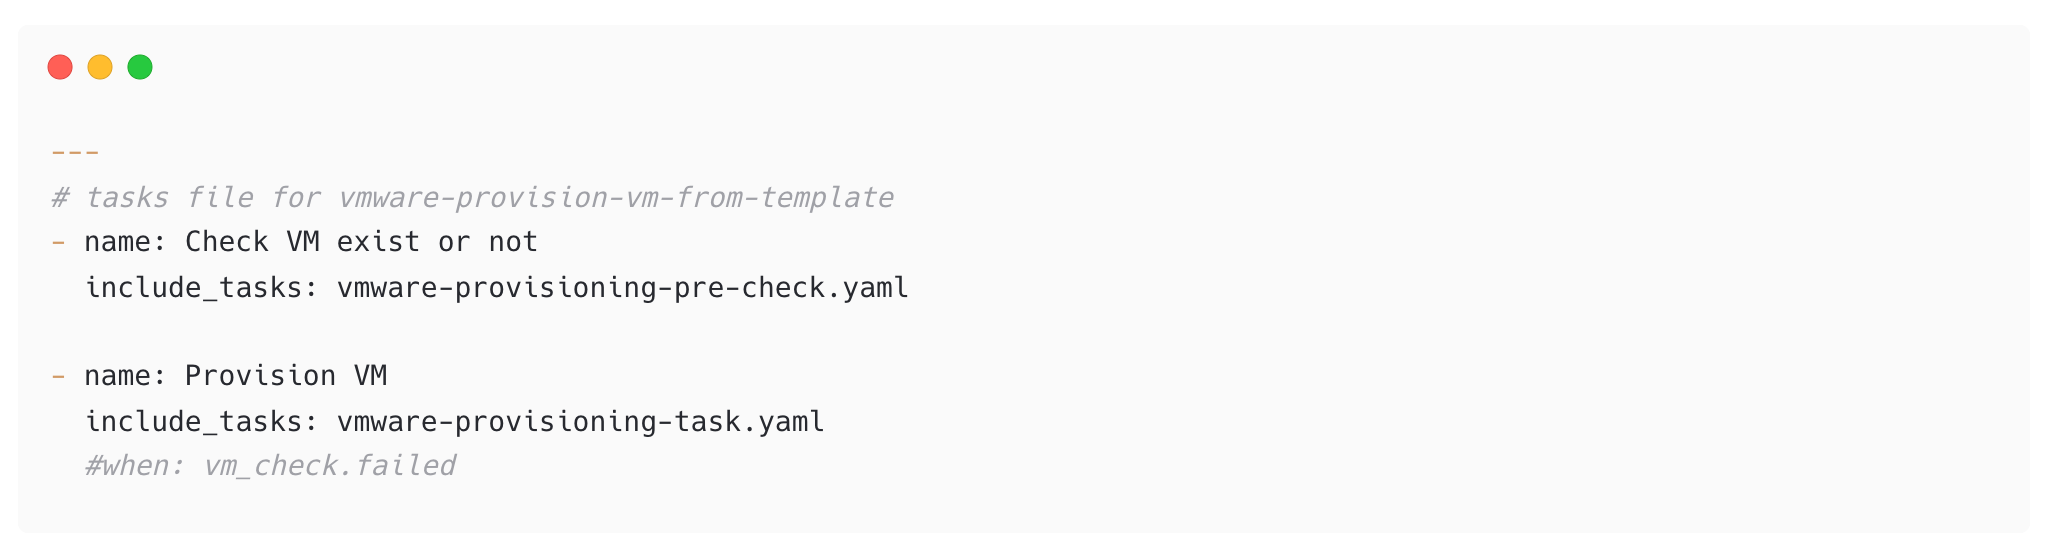 ---
# tasks file for vmware-provision-vm-from-template
- name: Check VM exist or not
  include_tasks: vmware-provisioning-pre-check.yaml

- name: Provision VM
  include_tasks: vmware-provisioning-task.yaml
  #when: vm_check.failed